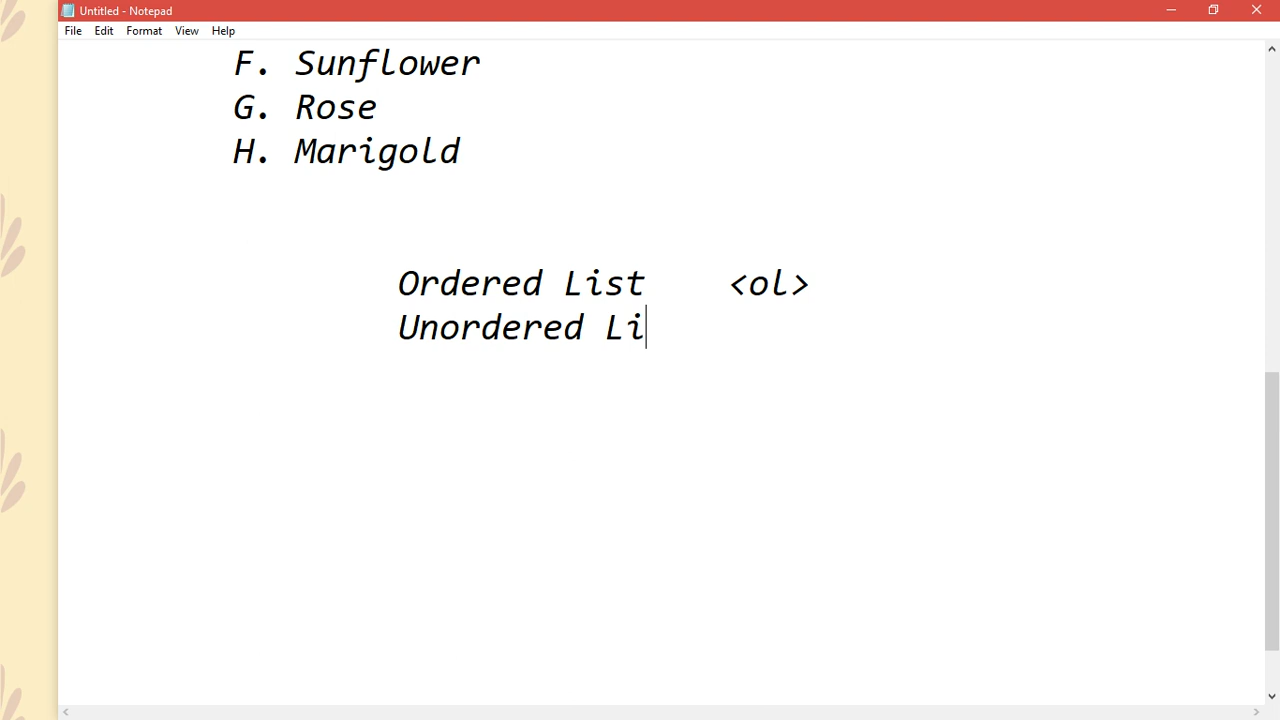 Untitled - Notepad
File Edit Format View Help
F. Sunflower
G. Rose
H. Marigold
Ordered List <ol>
Unordered Li